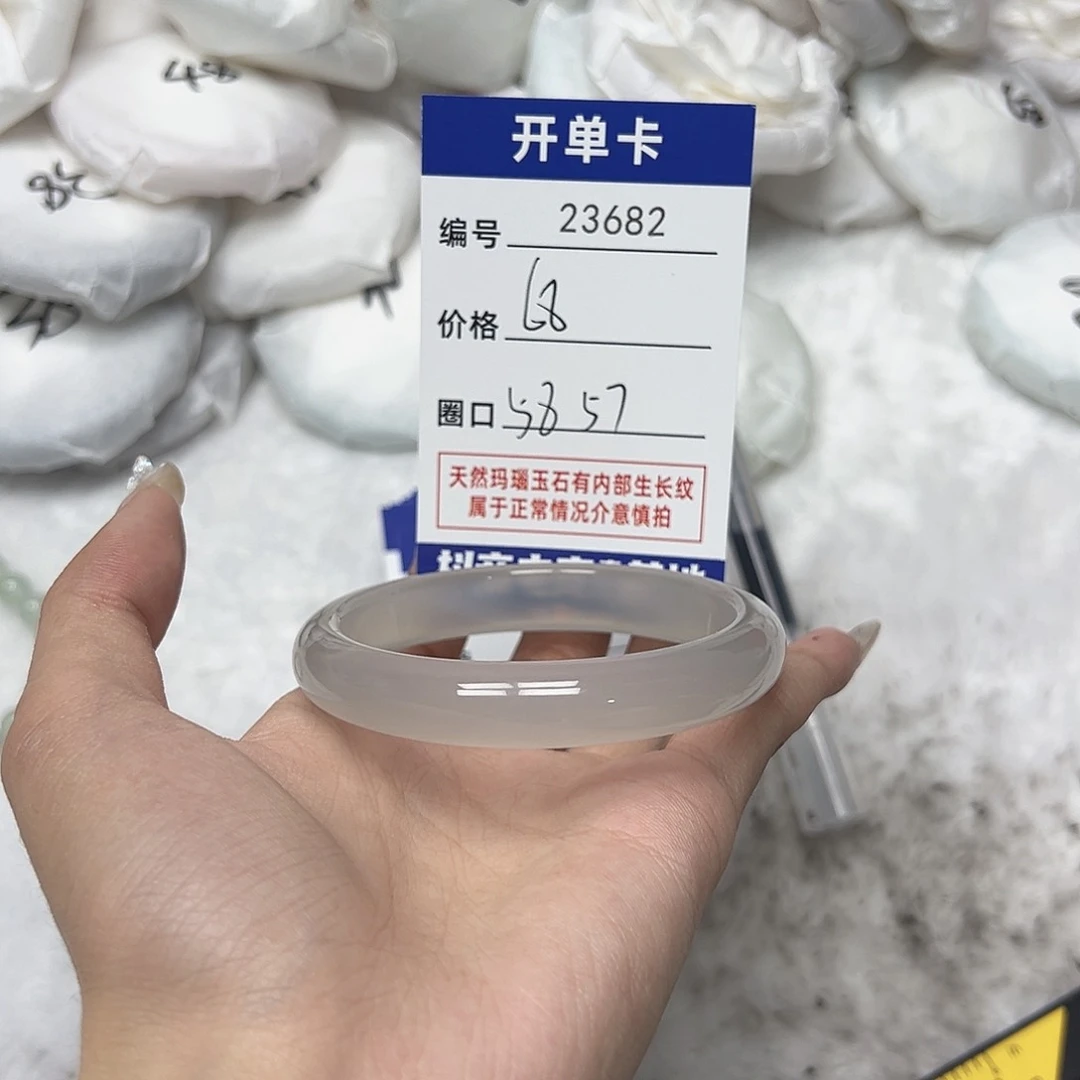 开单卡
编号 23682
价格 68
圈口 58 57
天然玛瑙玉石有内部生长纹
属于正常情况介意慎拍